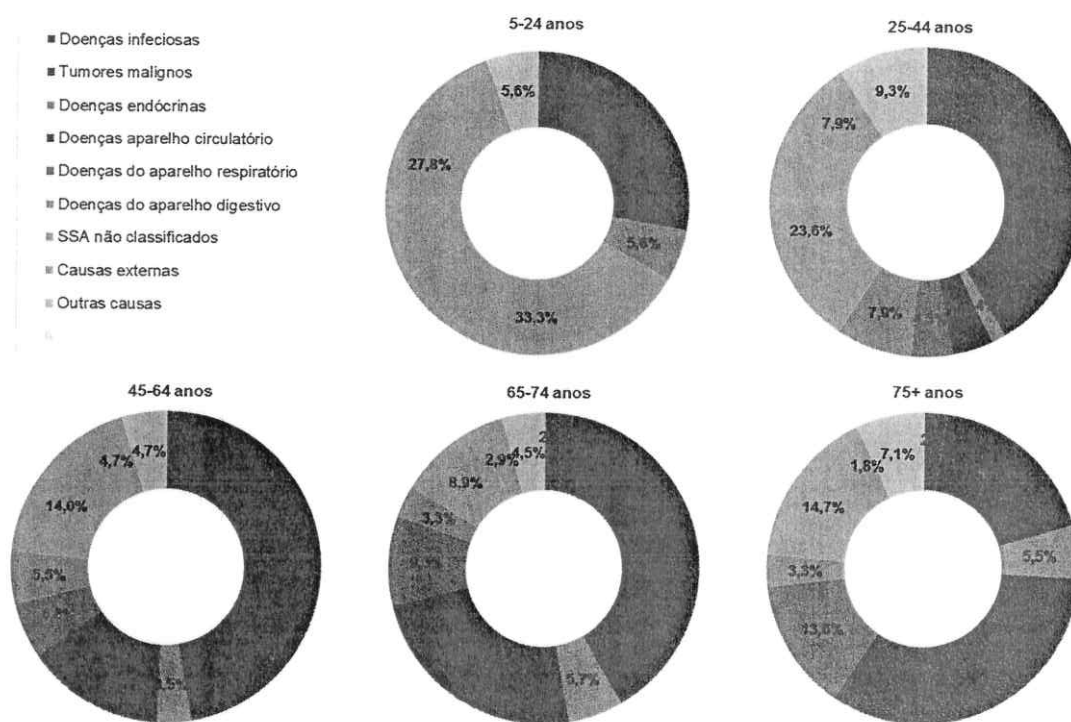 Doenças infeciosas
Tumores malignos
Doenças endócrinas
Doenças aparelho circulatório
Doenças do aparelho respiratório
Doenças do aparelho digestivo
SSA não classificados
Causas externas
Outras causas
5-24 anos
5,6%
27,8%
5,6%
33,3%
25-44 anos
9,3%
7,9%
23,6%
7,9%
45-64 anos
4,7%
4,7%
14,0%
5,5%
65-74 anos
2
4,5%
2,9%
8,9%
3,3%
5,7%
75+ anos
2
7,1%
1,8%
14,7%
5,5%
3,3%
13,6%